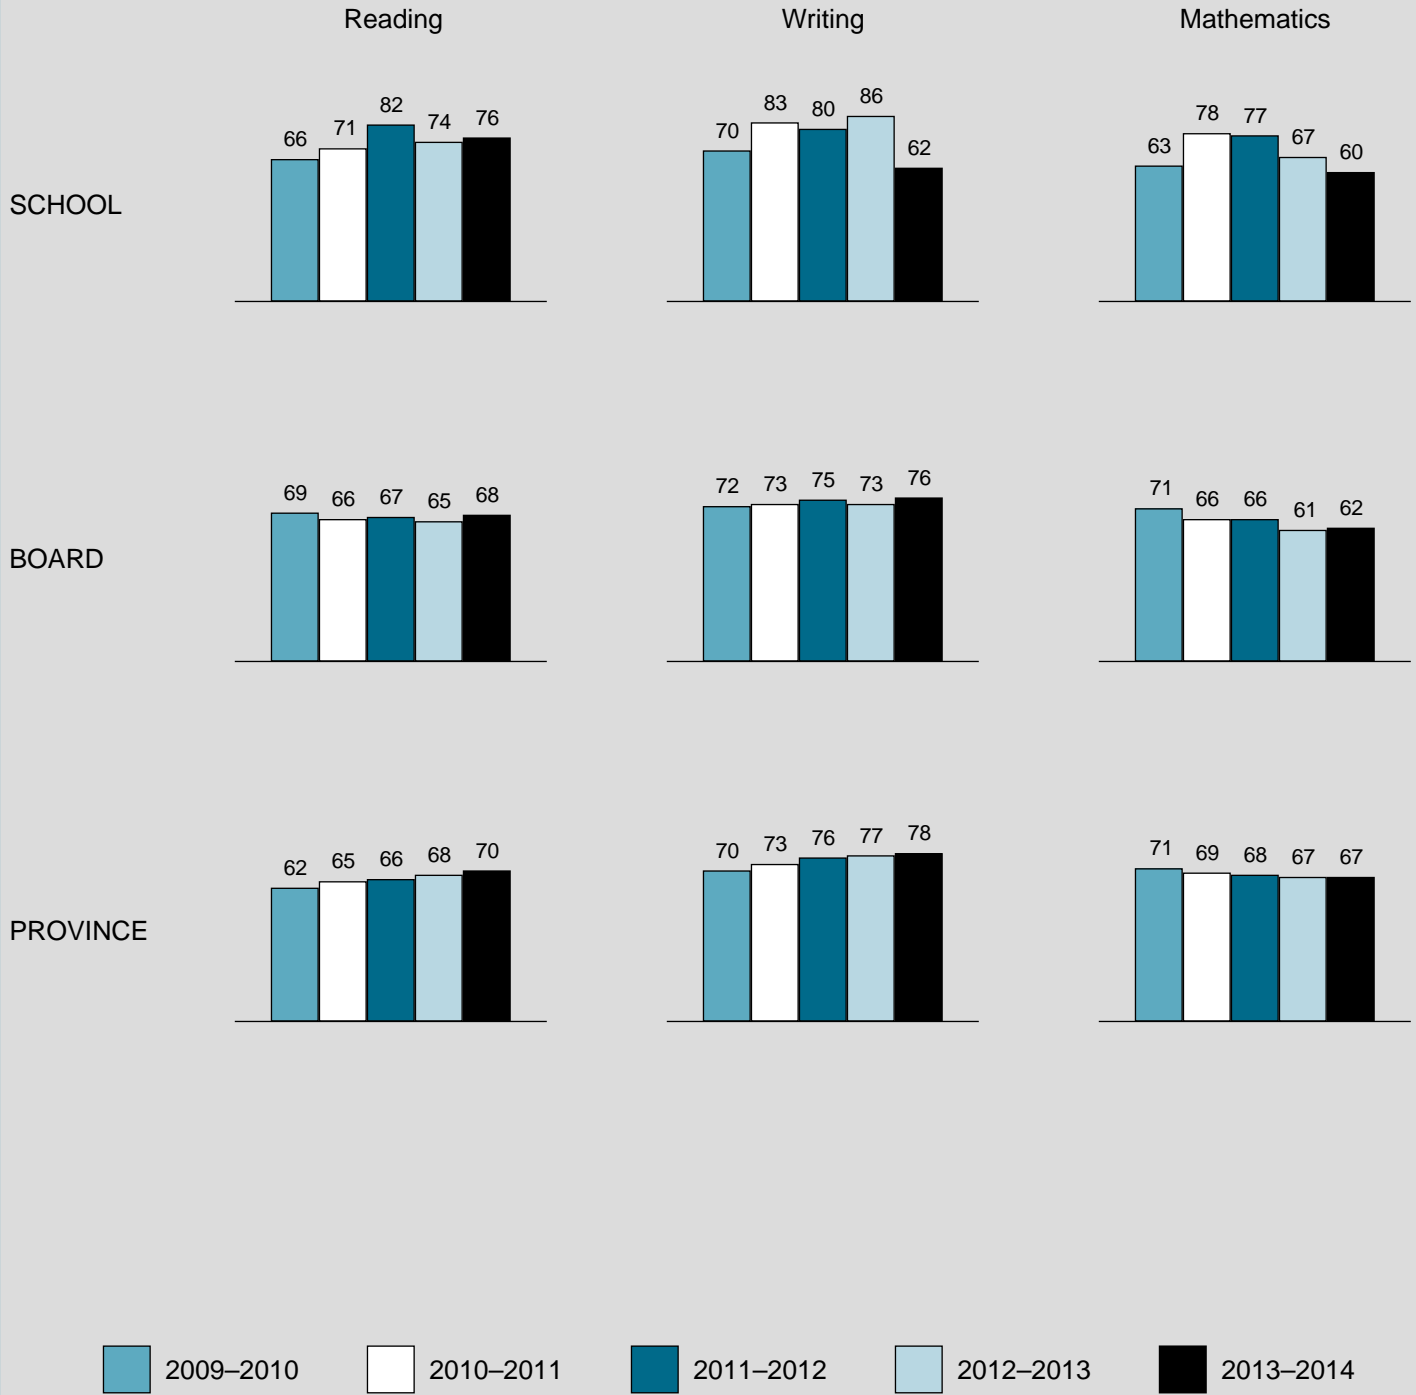 Reading Writing Mathematics
SCHOOL
66 71 82 74 76
70 83 80 86 62
63 78 77 67 60
BOARD
69 66 67 65 68
72 73 75 73 76
71 66 66 61 62
PROVINCE
62 65 66 68 70
70 73 76 77 78
71 69 68 67 67
2009–2010 2010–2011 2011–2012 2012–2013 2013–2014